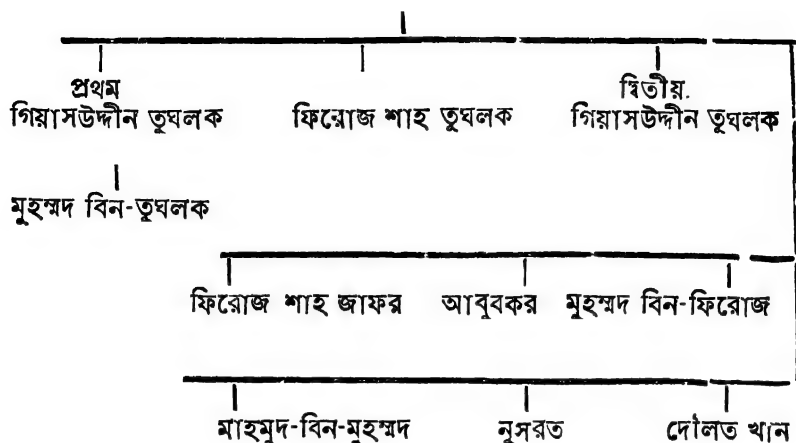 প্রথম
গিয়াসউদ্দীন তুঘলক
ফিরোজ শাহ তুঘলক
দ্বিতীয়.
গিয়াসউদ্দীন তুঘলক
মুহম্মদ বিন-তুঘলক
ফিরোজ শাহ জাফর
আবুবকর
মুহম্মদ বিন-ফিরোজ
মাহমুদ-বিন-মুহম্মদ
নুসরত
দৌলত খান